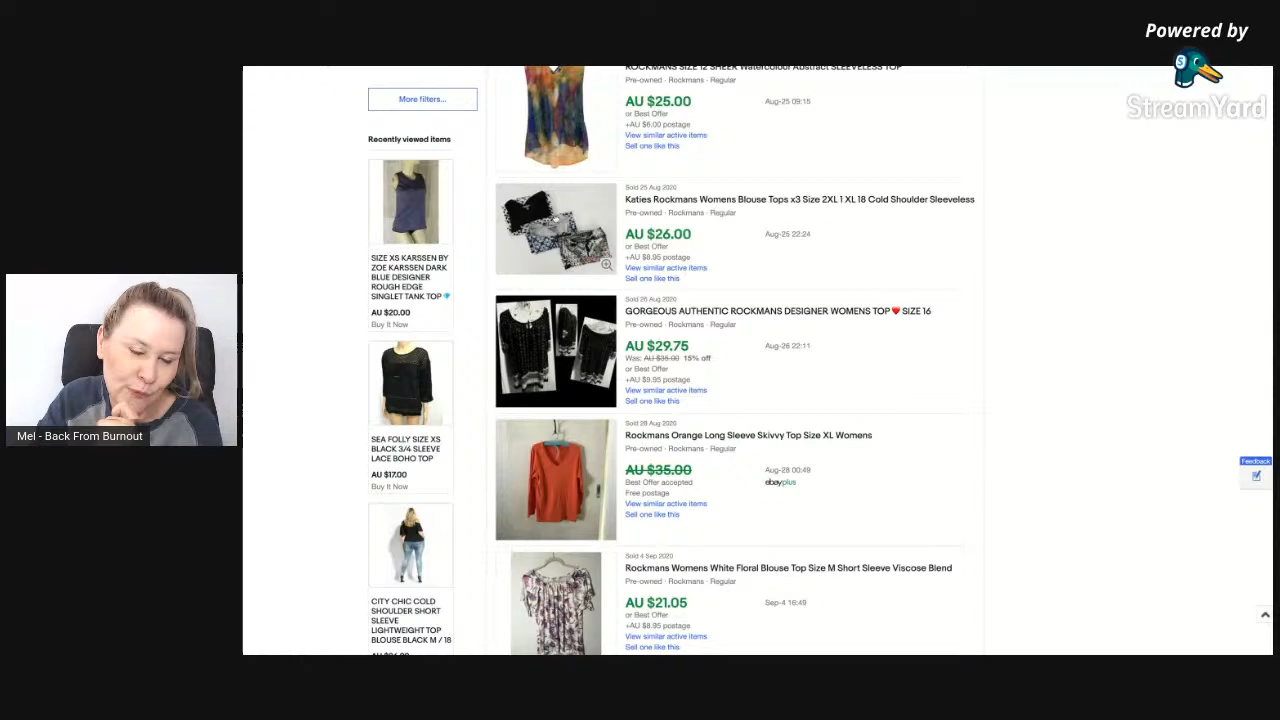 Powered by
StreamYard
More filters...
Recently viewed items
SIZE XS KARSSEN BY
ZOE KARSSEN DARK
BLUE DESIGNER
ROUGH EDGE
SINGLET TANK TOP
AU $20.00
Buy It Now
SEA FOLLY SIZE XS
BLACK 3/4 SLEEVE
LACE BOHO TOP
AU $17.00
Buy It Now
CITY CHIC COLD
SHOULDER SHORT
SLEEVE
LIGHTWEIGHT TOP
BLOUSE BLACK M / 18
ROCKMANS SIZE 12 SHEER Watercolour Abstract SLEEVELESS TOP
Pre-owned · Rockmans · Regular
AU $25.00 Aug-25 09:15
or Best Offer
+AU $6.00 postage
View similar active items
Sell one like this
Sold 25 Aug 2020
Katies Rockmans Womens Blouse Tops x3 Size 2XL 1 XL 18 Cold Shoulder Sleeveless
Pre-owned · Rockmans · Regular
AU $26.00 Aug-25 22:24
or Best Offer
+AU $8.95 postage
View similar active items
Sell one like this
Sold 26 Aug 2020
GORGEOUS AUTHENTIC ROCKMANS DESIGNER WOMENS TOP❤️ SIZE 16
Pre-owned · Rockmans · Regular
AU $29.75 Aug-26 22:11
Was: AU $35.00 15% off
or Best Offer
+AU $9.95 postage
View similar active items
Sell one like this
Sold 28 Aug 2020
Rockmans Orange Long Sleeve Skivvy Top Size XL Womens
Pre-owned · Rockmans · Regular
AU $35.00 Aug-28 00:49
Best Offer accepted ebayplus
Free postage
View similar active items
Sell one like this
Sold 4 Sep 2020
Rockmans Womens White Floral Blouse Top Size M Short Sleeve Viscose Blend
Pre-owned · Rockmans · Regular
AU $21.05 Sep-4 16:49
or Best Offer
+AU $8.95 postage
View similar active items
Sell one like this
Feedback
Mel - Back From Burnout